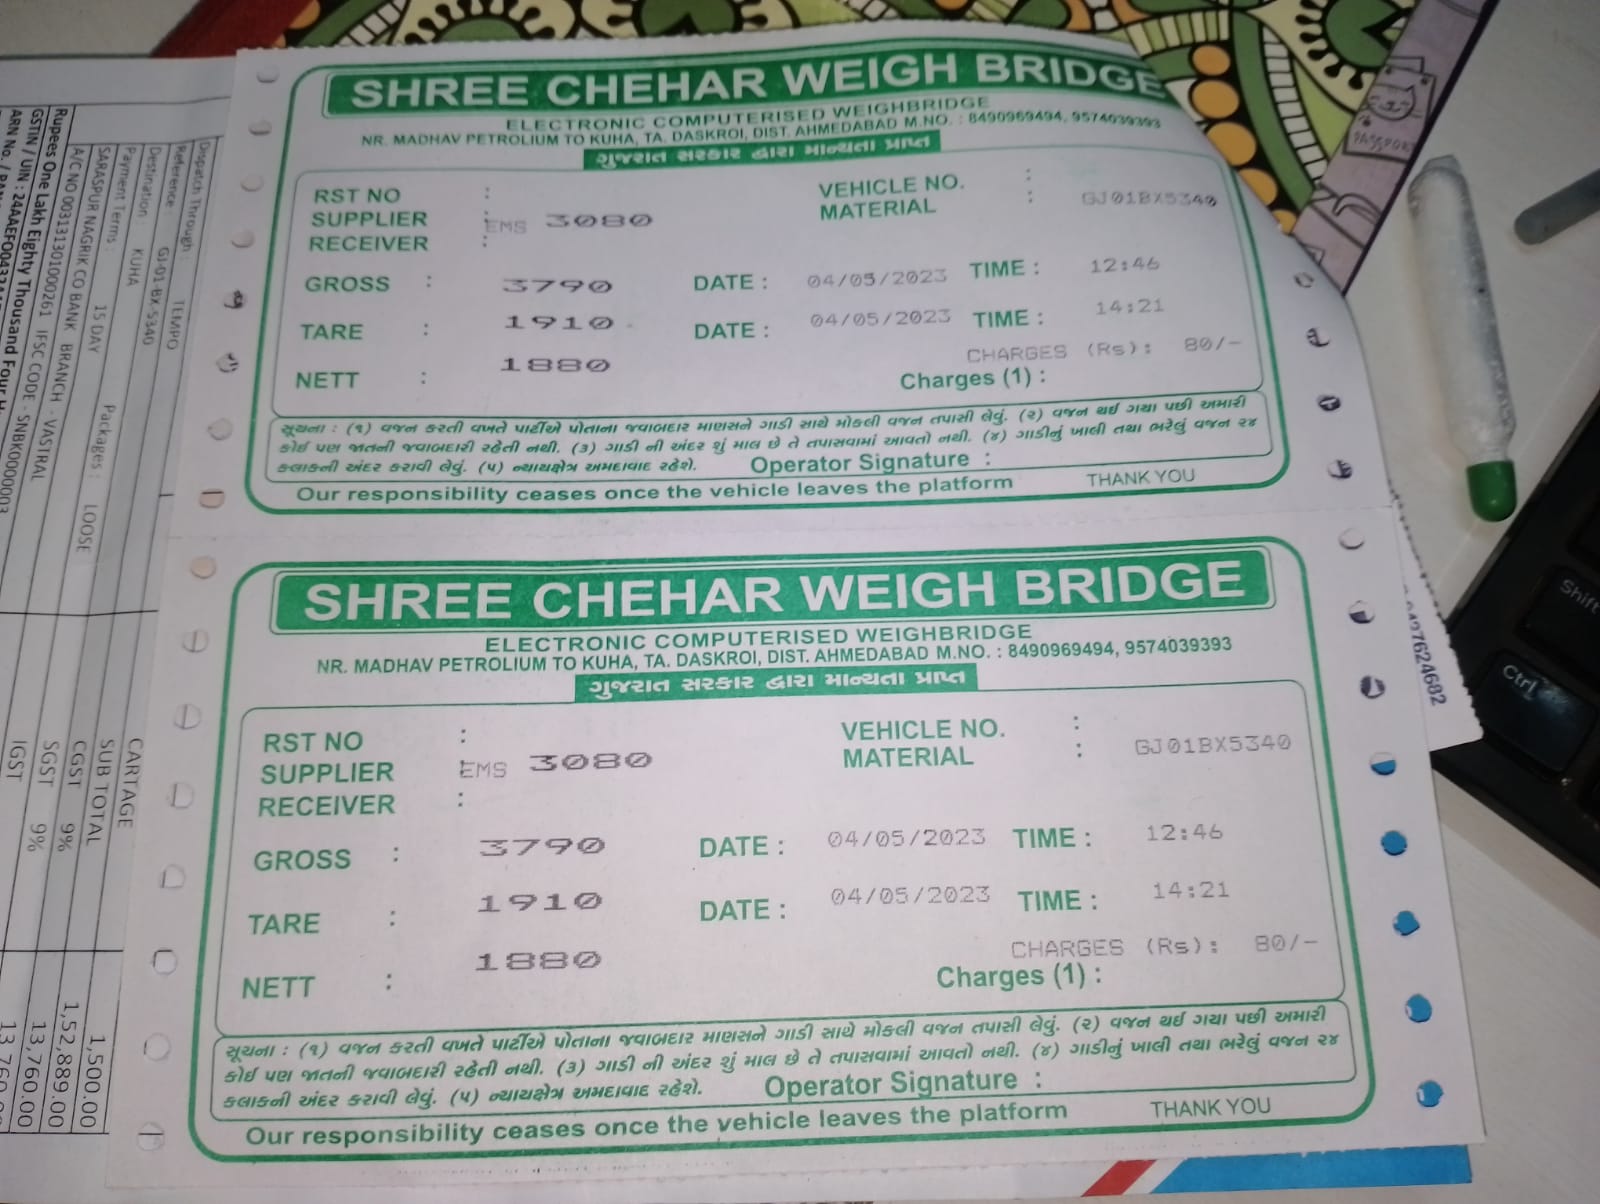 SHREE CHEHAR WEIGH BRIDGE
ELECTRONIC COMPUTERISED WEIGHBRIDGE
NR. MADHAV PETROLIUM TO KUHA, TA. DASKROI, DIST. AHMEDABAD M.NO. : 8490969494, 9574039393
ગુજરાત સરકાર દ્વારા માન્યતા પ્રાપ્ત
RST NO : VEHICLE NO. : GJ01BX5340
SUPPLIER : EMS 3080 MATERIAL :
RECEIVER :
GROSS : 3790 DATE : 04/05/2023 TIME : 12:46
TARE : 1910 DATE : 04/05/2023 TIME : 14:21
CHARGES (Rs): 80/-
NETT : 1880 Charges (1) :
સૂચના : (૧) વજન કરતી વખતે પાર્ટીએ પોતાના જવાબદાર માણસને ગાડી સાથે મોકલી વજન તપાસી લેવું. (૨) વજન થઈ ગયા પછી અમારી
કોઈ પણ જાતની જવાબદારી રહેતી નથી. (૩) ગાડી ની અંદર શું માલ છે તે તપાસવામાં આવતો નથી. (૪) ગાડીનું ખાલી તથા ભરેલું વજન ૨૪
કલાકની અંદર કરાવી લેવું. (૫) ન્યાયક્ષેત્ર અમદાવાદ રહેશે. Operator Signature :
Our responsibility ceases once the vehicle leaves the platform THANK YOU
SHREE CHEHAR WEIGH BRIDGE
ELECTRONIC COMPUTERISED WEIGHBRIDGE
NR. MADHAV PETROLIUM TO KUHA, TA. DASKROI, DIST. AHMEDABAD M.NO. : 8490969494, 9574039393
ગુજરાત સરકાર દ્વારા માન્યતા પ્રાપ્ત
RST NO : VEHICLE NO. : GJ01BX5340
SUPPLIER : EMS 3080 MATERIAL :
RECEIVER :
GROSS : 3790 DATE : 04/05/2023 TIME : 12:46
TARE : 1910 DATE : 04/05/2023 TIME : 14:21
CHARGES (Rs): 80/-
NETT : 1880 Charges (1) :
સૂચના : (૧) વજન કરતી વખતે પાર્ટીએ પોતાના જવાબદાર માણસને ગાડી સાથે મોકલી વજન તપાસી લેવું. (૨) વજન થઈ ગયા પછી અમારી
કોઈ પણ જાતની જવાબદારી રહેતી નથી. (૩) ગાડી ની અંદર શું માલ છે તે તપાસવામાં આવતો નથી. (૪) ગાડીનું ખાલી તથા ભરેલું વજન ૨૪
કલાકની અંદર કરાવી લેવું. (૫) ન્યાયક્ષેત્ર અમદાવાદ રહેશે. Operator Signature :
Our responsibility ceases once the vehicle leaves the platform THANK YOU
Dispatch Through : TEMPO
Reference : GJ-01-BX-5340
Destination : KUHA
Payment Terms : 15 DAY Packages : LOOSE
SARASPUR NAGRIK CO BANK BRANCH - VASTRAL
A/C NO 0031301000261 IFSC CODE - SNBK0000003
Rupees One Lakh Eighty Thousand Four
GSTIN / UIN :
ARN No. /
CARTAGE 1,500.00
SUB TOTAL 1,52,889.00
CGST 9% 13,760.00
SGST 9%
IGST
PASSPORT
Shift
Ctrl